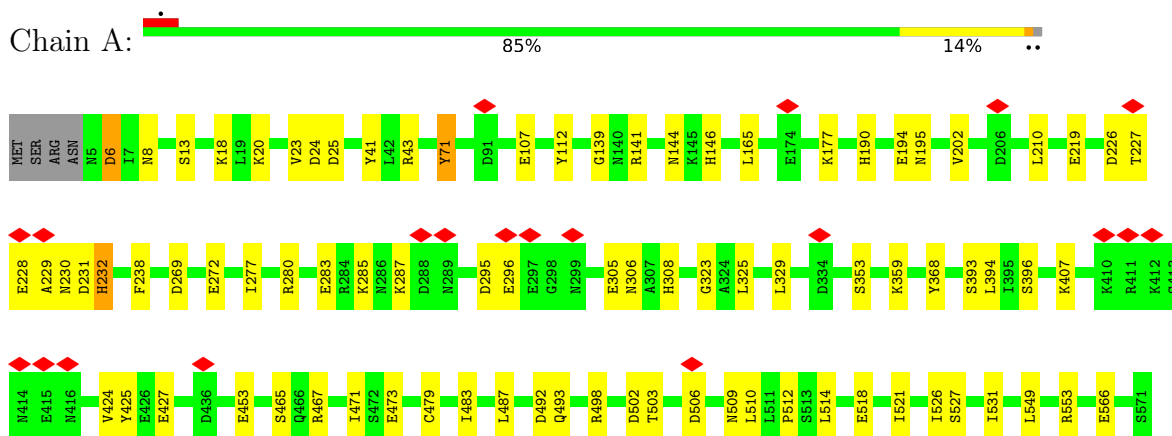 Chain A:
85% 14%
MET SER ARG ASN N5 D6 I7 N8 S13 K18 L19 K20 V23 D24 D25 Y41 L42 R43 Y71 D91 E107 Y112 G139 N140 R141 N144 K145 H146 L165 E174 K177 H190 E194 N195 V202 D206 L210 E219 D226 T227
E228 A229 N230 D231 H232 F238 D269 E272 I277 R280 E283 R284 K285 N286 K287 D288 N289 D295 E296 E297 G298 N299 E305 N306 A307 H308 G323 A324 L325 L329 D334 S353 K359 Y368 S393 L394 I395 S396 K407 K410 R411 K412 S413
N414 E415 N416 V424 Y425 E426 E427 D436 E453 S465 Q466 R467 I471 S472 E473 C479 I483 L487 D492 Q493 R498 D502 T503 D506 N509 L510 L511 P512 S513 L514 E518 I521 I526 S527 I531 L549 R553 E566 S571